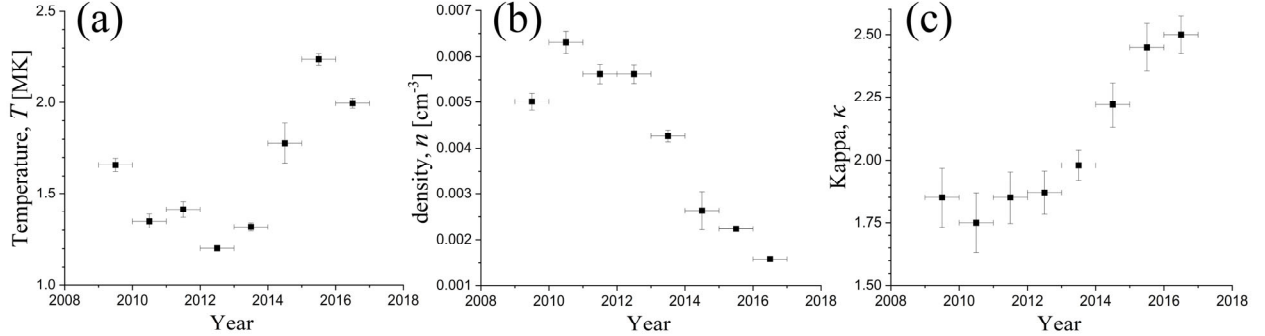 (a)
2.5
2.0
1.5
1.0
Temperature, T [MK]
2008 2010 2012 2014 2016 2018
Year
(b)
0.007
0.006
0.005
0.004
0.003
0.002
0.001
density, n [cm⁻³]
2008 2010 2012 2014 2016 2018
Year
(c)
2.50
2.25
2.00
1.75
1.50
Kappa, κ
2008 2010 2012 2014 2016 2018
Year